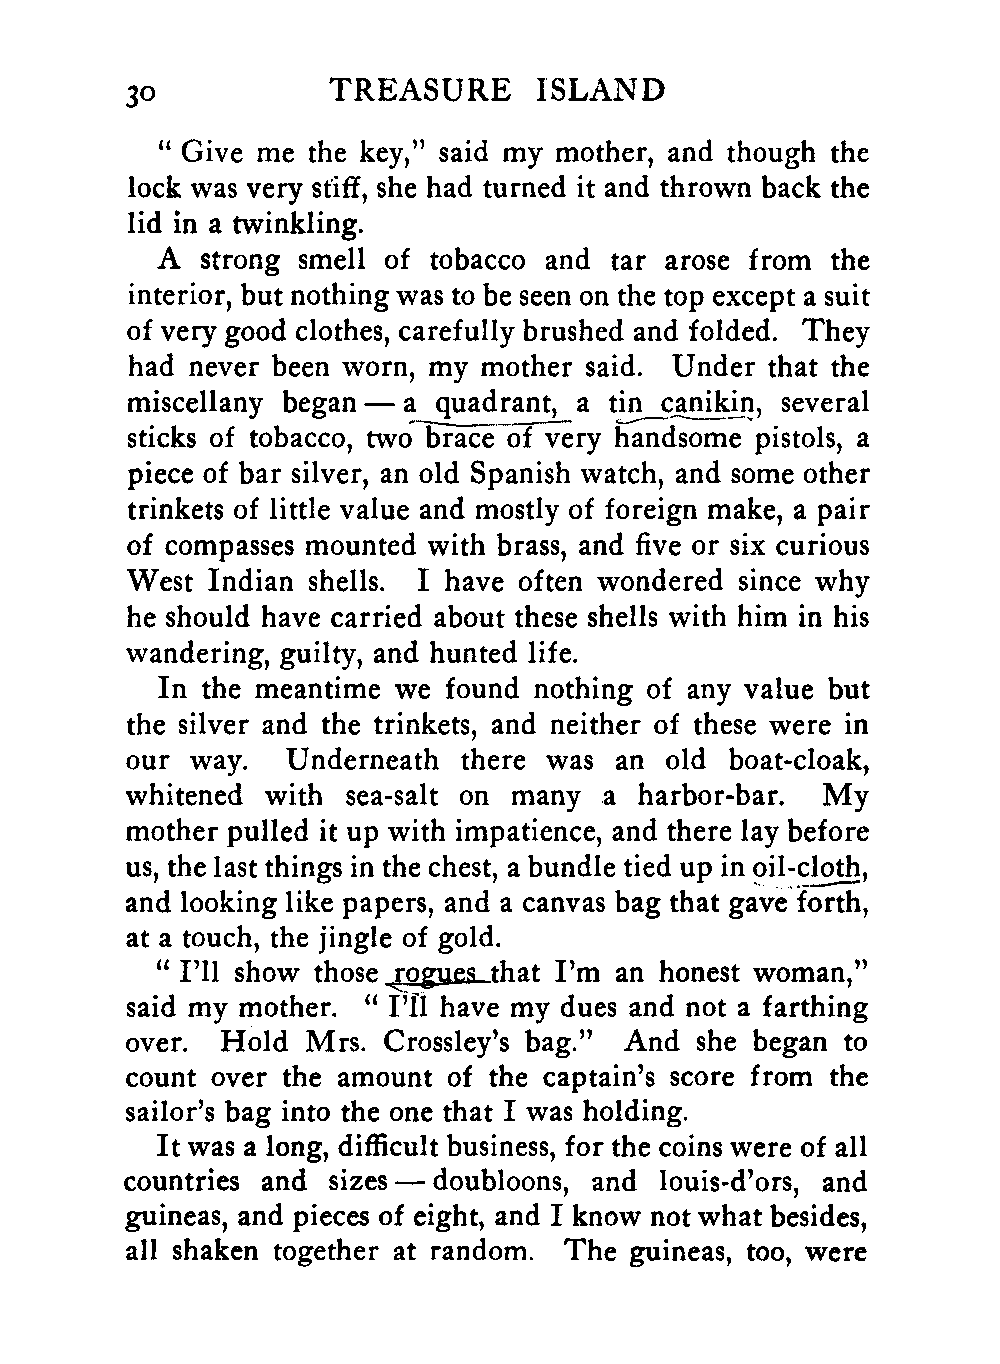 30 TREASURE ISLAND
“ Give me the key,” said my mother, and though the
lock was very stiff, she had turned it and thrown back the
lid in a twinkling.
A strong smell of tobacco and tar arose from the
interior, but nothing was to be seen on the top except a suit
of very good clothes, carefully brushed and folded. They
had never been worn, my mother said. Under that the
miscellany began — a quadrant, a tin canikin, several
sticks of tobacco, two brace of very handsome pistols, a
piece of bar silver, an old Spanish watch, and some other
trinkets of little value and mostly of foreign make, a pair
of compasses mounted with brass, and five or six curious
West Indian shells. I have often wondered since why
he should have carried about these shells with him in his
wandering, guilty, and hunted life.
In the meantime we found nothing of any value but
the silver and the trinkets, and neither of these were in
our way. Underneath there was an old boat-cloak,
whitened with sea-salt on many a harbor-bar. My
mother pulled it up with impatience, and there lay before
us, the last things in the chest, a bundle tied up in oil-cloth,
and looking like papers, and a canvas bag that gave forth,
at a touch, the jingle of gold.
“ I’ll show those rogues that I’m an honest woman,”
said my mother. “ I’ll have my dues and not a farthing
over. Hold Mrs. Crossley’s bag.” And she began to
count over the amount of the captain’s score from the
sailor’s bag into the one that I was holding.
It was a long, difficult business, for the coins were of all
countries and sizes — doubloons, and louis-d’ors, and
guineas, and pieces of eight, and I know not what besides,
all shaken together at random. The guineas, too, were